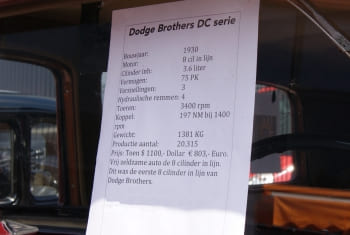 Dodge Brothers DC serie
Bouwjaar: 1930
Motor: 8 cil in lijn
Cilinder inh: 3.6 liter
Vermogen: 75 PK
Versnellingen: 3
Hydraulische remmen: 4
Toeren: 3400 rpm
Koppel: 197 NM bij 1400
rpm
Gewicht: 1381 KG
Productie aantal: 20.315
Prijs: Toen $ 1100,- Dollar € 803,- Euro.
Vrij zeldzame auto de 8 cilinder in lijn.
Dit was de eerste 8 cilinder in lijn van
Dodge Brothers.